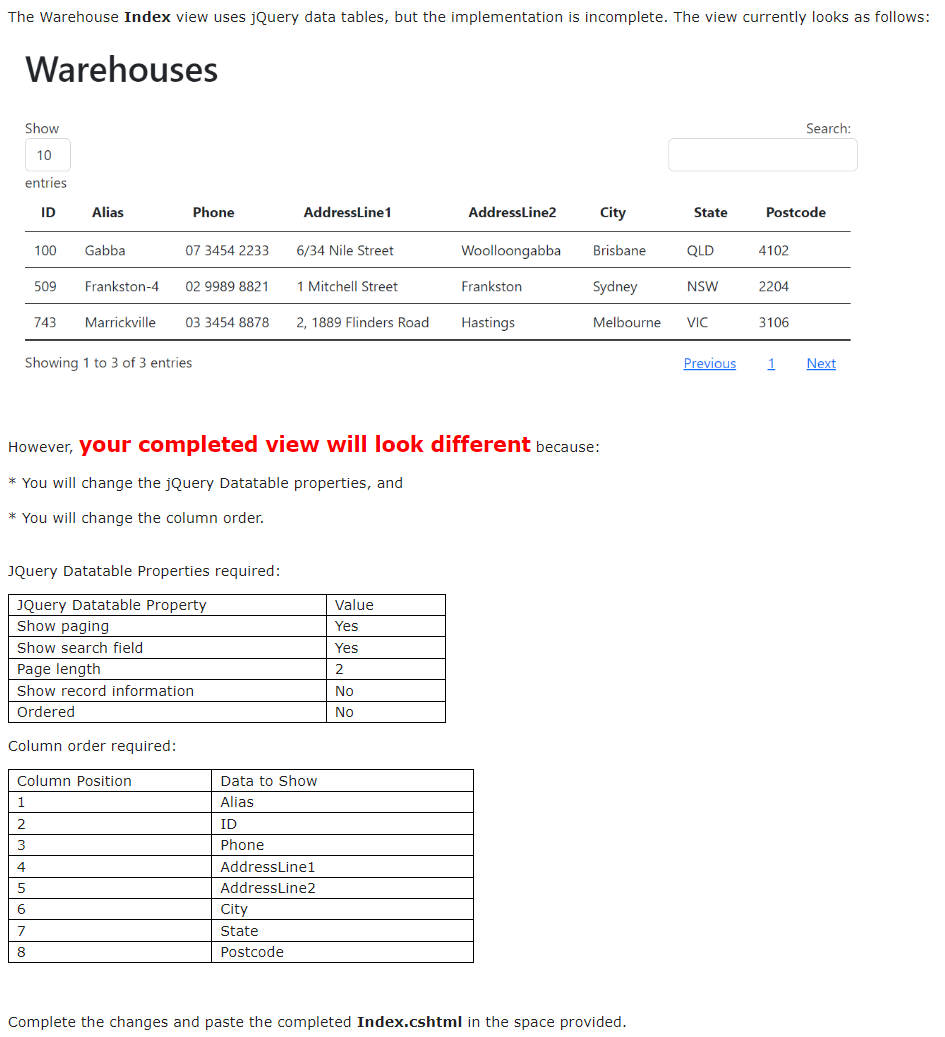 The Warehouse Index view uses jQuery data tables, but the implementation is incomplete. The view currently looks as follows:
Warehouses
Show
10
entries
Search:
ID Alias Phone AddressLine1 AddressLine2 City State Postcode
100 Gabba 07 3454 2233 6/34 Nile Street Woolloongabba Brisbane QLD 4102
509 Frankston-4 02 9989 8821 1 Mitchell Street Frankston Sydney NSW 2204
743 Marrickville 03 3454 8878 2, 1889 Flinders Road Hastings Melbourne VIC 3106
Showing 1 to 3 of 3 entries Previous 1 Next
However, your completed view will look different because:
* You will change the jQuery Datatable properties, and
* You will change the column order.
JQuery Datatable Properties required:
JQuery Datatable Property Value
Show paging Yes
Show search field Yes
Page length 2
Show record information No
Ordered No
Column order required:
Column Position Data to Show
1 Alias
2 ID
3 Phone
4 AddressLine1
5 AddressLine2
6 City
7 State
8 Postcode
Complete the changes and paste the completed Index.cshtml in the space provided.